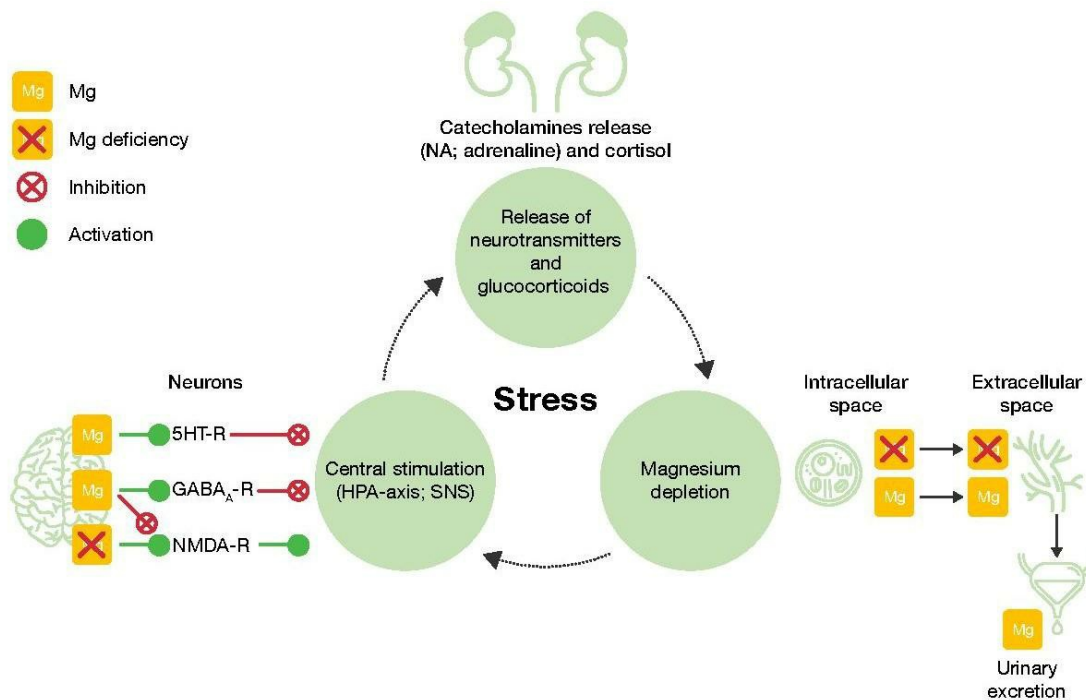 Mg
Mg
Mg deficiency
Inhibition
Activation
Catecholamines release
(NA; adrenaline) and cortisol
Release of
neurotransmitters
and
glucocorticoids
Stress
Neurons
Mg
5HT-R
Mg
GABAA-R
NMDA-R
Central stimulation
(HPA-axis; SNS)
Magnesium
depletion
Intracellular
space
Extracellular
space
Mg
Mg
Mg
Urinary
excretion